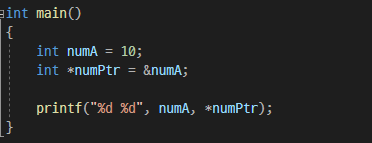 int main()
{
    int numA = 10;
    int *numPtr = &numA;

    printf("%d %d", numA, *numPtr);
}